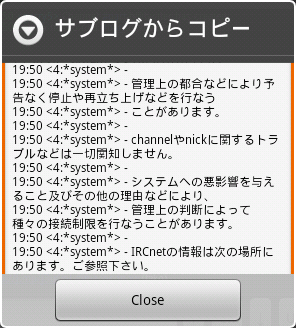 サブログからコピー
19:50 <4:*system*> -
19:50 <4:*system*> - 管理上の都合などにより予
告なく停止や再立ち上げなどを行なう
19:50 <4:*system*> - ことがあります。
19:50 <4:*system*> -
19:50 <4:*system*> - channelやnickに関するトラ
ブルなどは一切関知しません。
19:50 <4:*system*> -
19:50 <4:*system*> - システムへの悪影響を与え
ること及びその他の理由などにより、
19:50 <4:*system*> - 管理上の判断によって
種々の接続制限を行なうことがあります。
19:50 <4:*system*> -
19:50 <4:*system*> - IRCnetの情報は次の場所に
あります。ご参照下さい。
Close